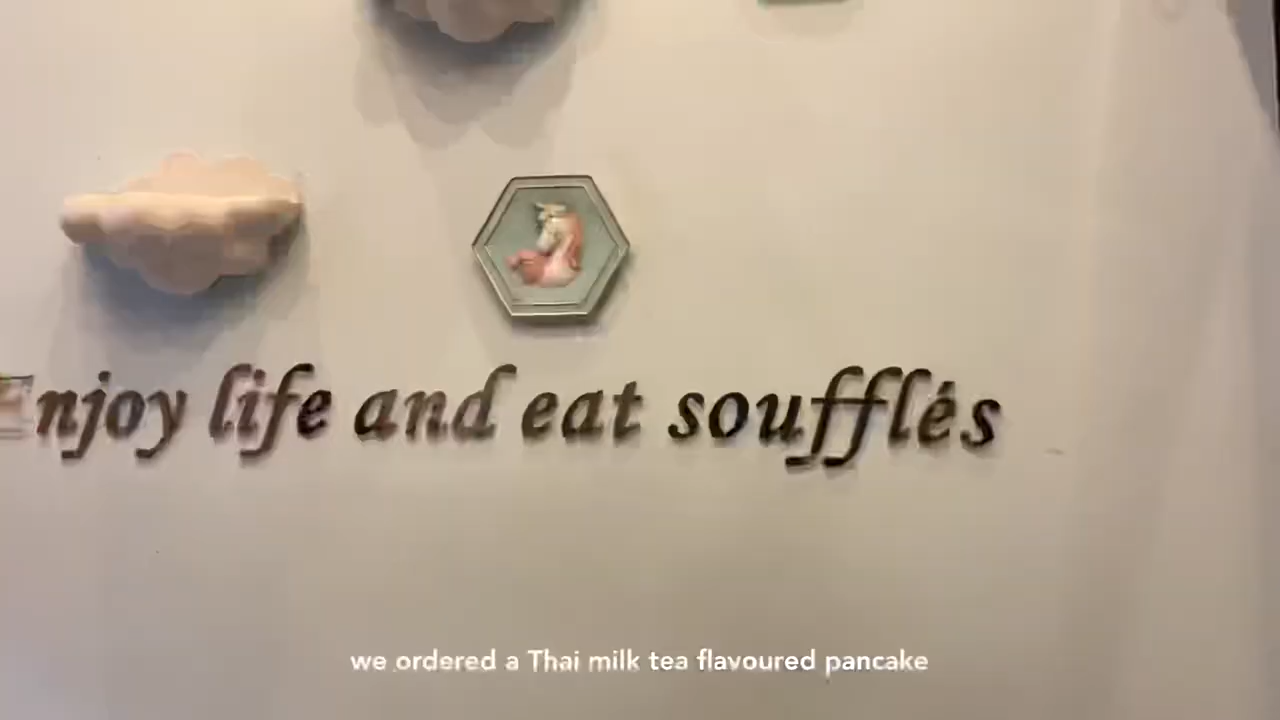 Enjoy life and eat soufflés
we ordered a Thai milk tea flavoured pancake